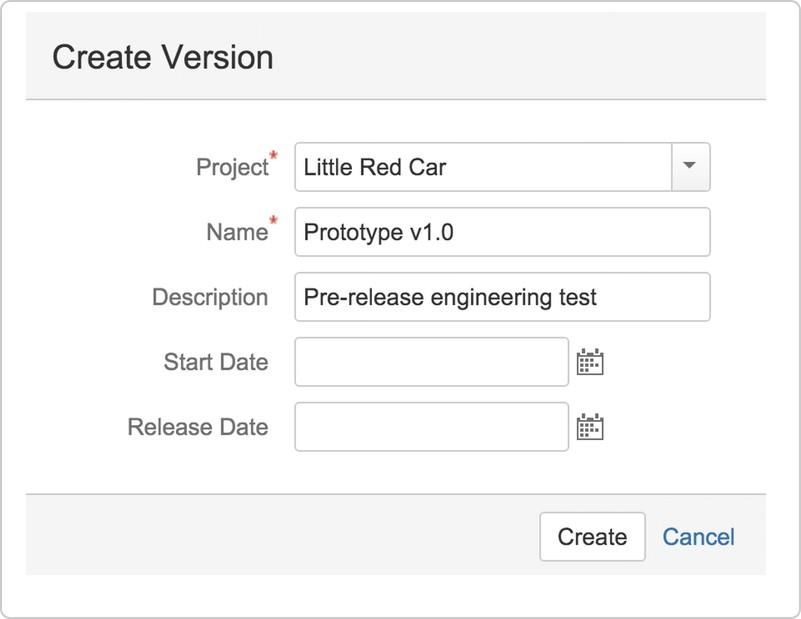 Create Version
Project* Little Red Car
Name* Prototype v1.0
Description Pre-release engineering test
Start Date
Release Date
Create Cancel